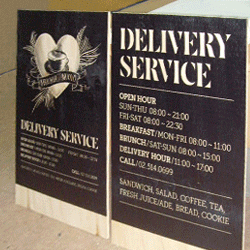 DELIVERY SERVICE
DELIVERY
SERVICE
OPEN HOUR
SUN-THU 08:00 ~ 21:00
FRI-SAT 08:00 ~ 22:30
BREAKFAST/MON-FRI 08:00 ~ 11:00
BRUNCH/SAT-SUN 08:00 ~ 15:00
DELIVERY HOUR/11:00 ~ 17:00
CALL/02.514.0669
SANDWICH, SALAD, COFFEE, TEA,
FRESH JUICE/ADE, BREAD, COOKIE